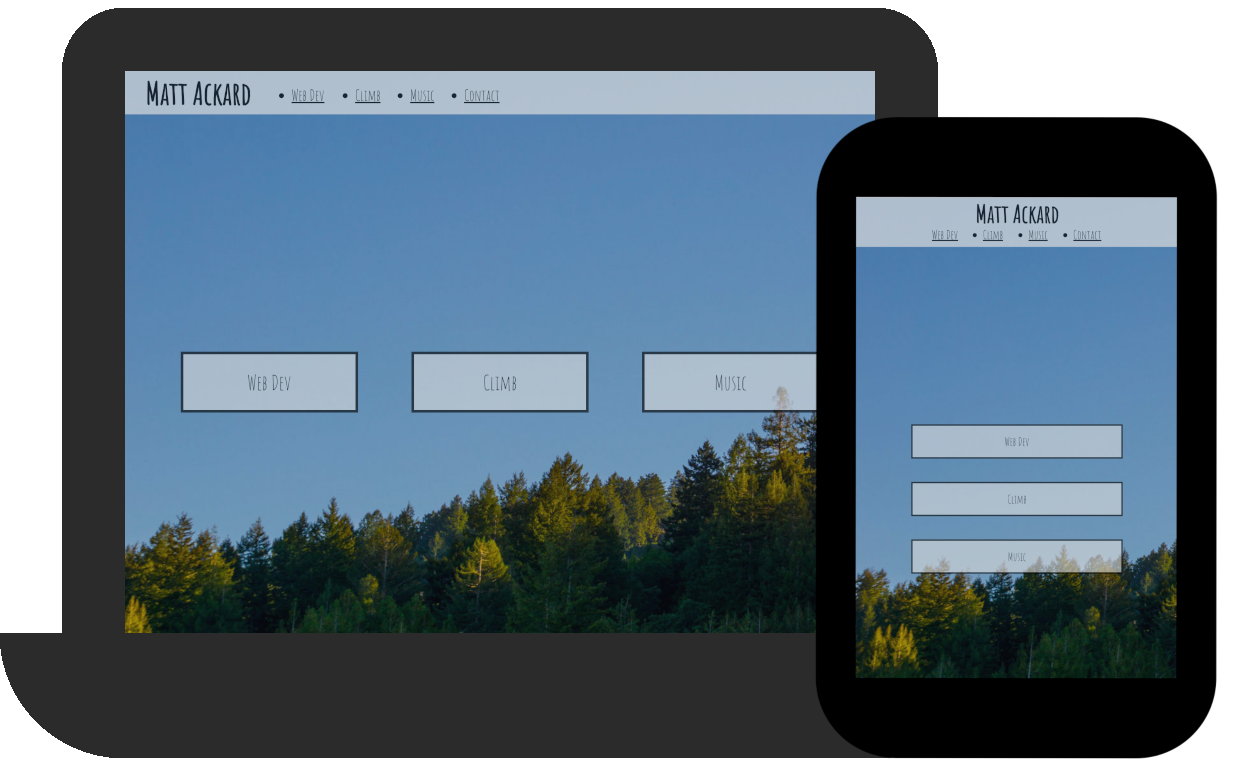 Matt Ackard • Web Dev • Climb • Music • Contact
Web Dev Climb Music
Matt Ackard
Web Dev • Climb • Music • Contact
Web Dev
Climb
Music